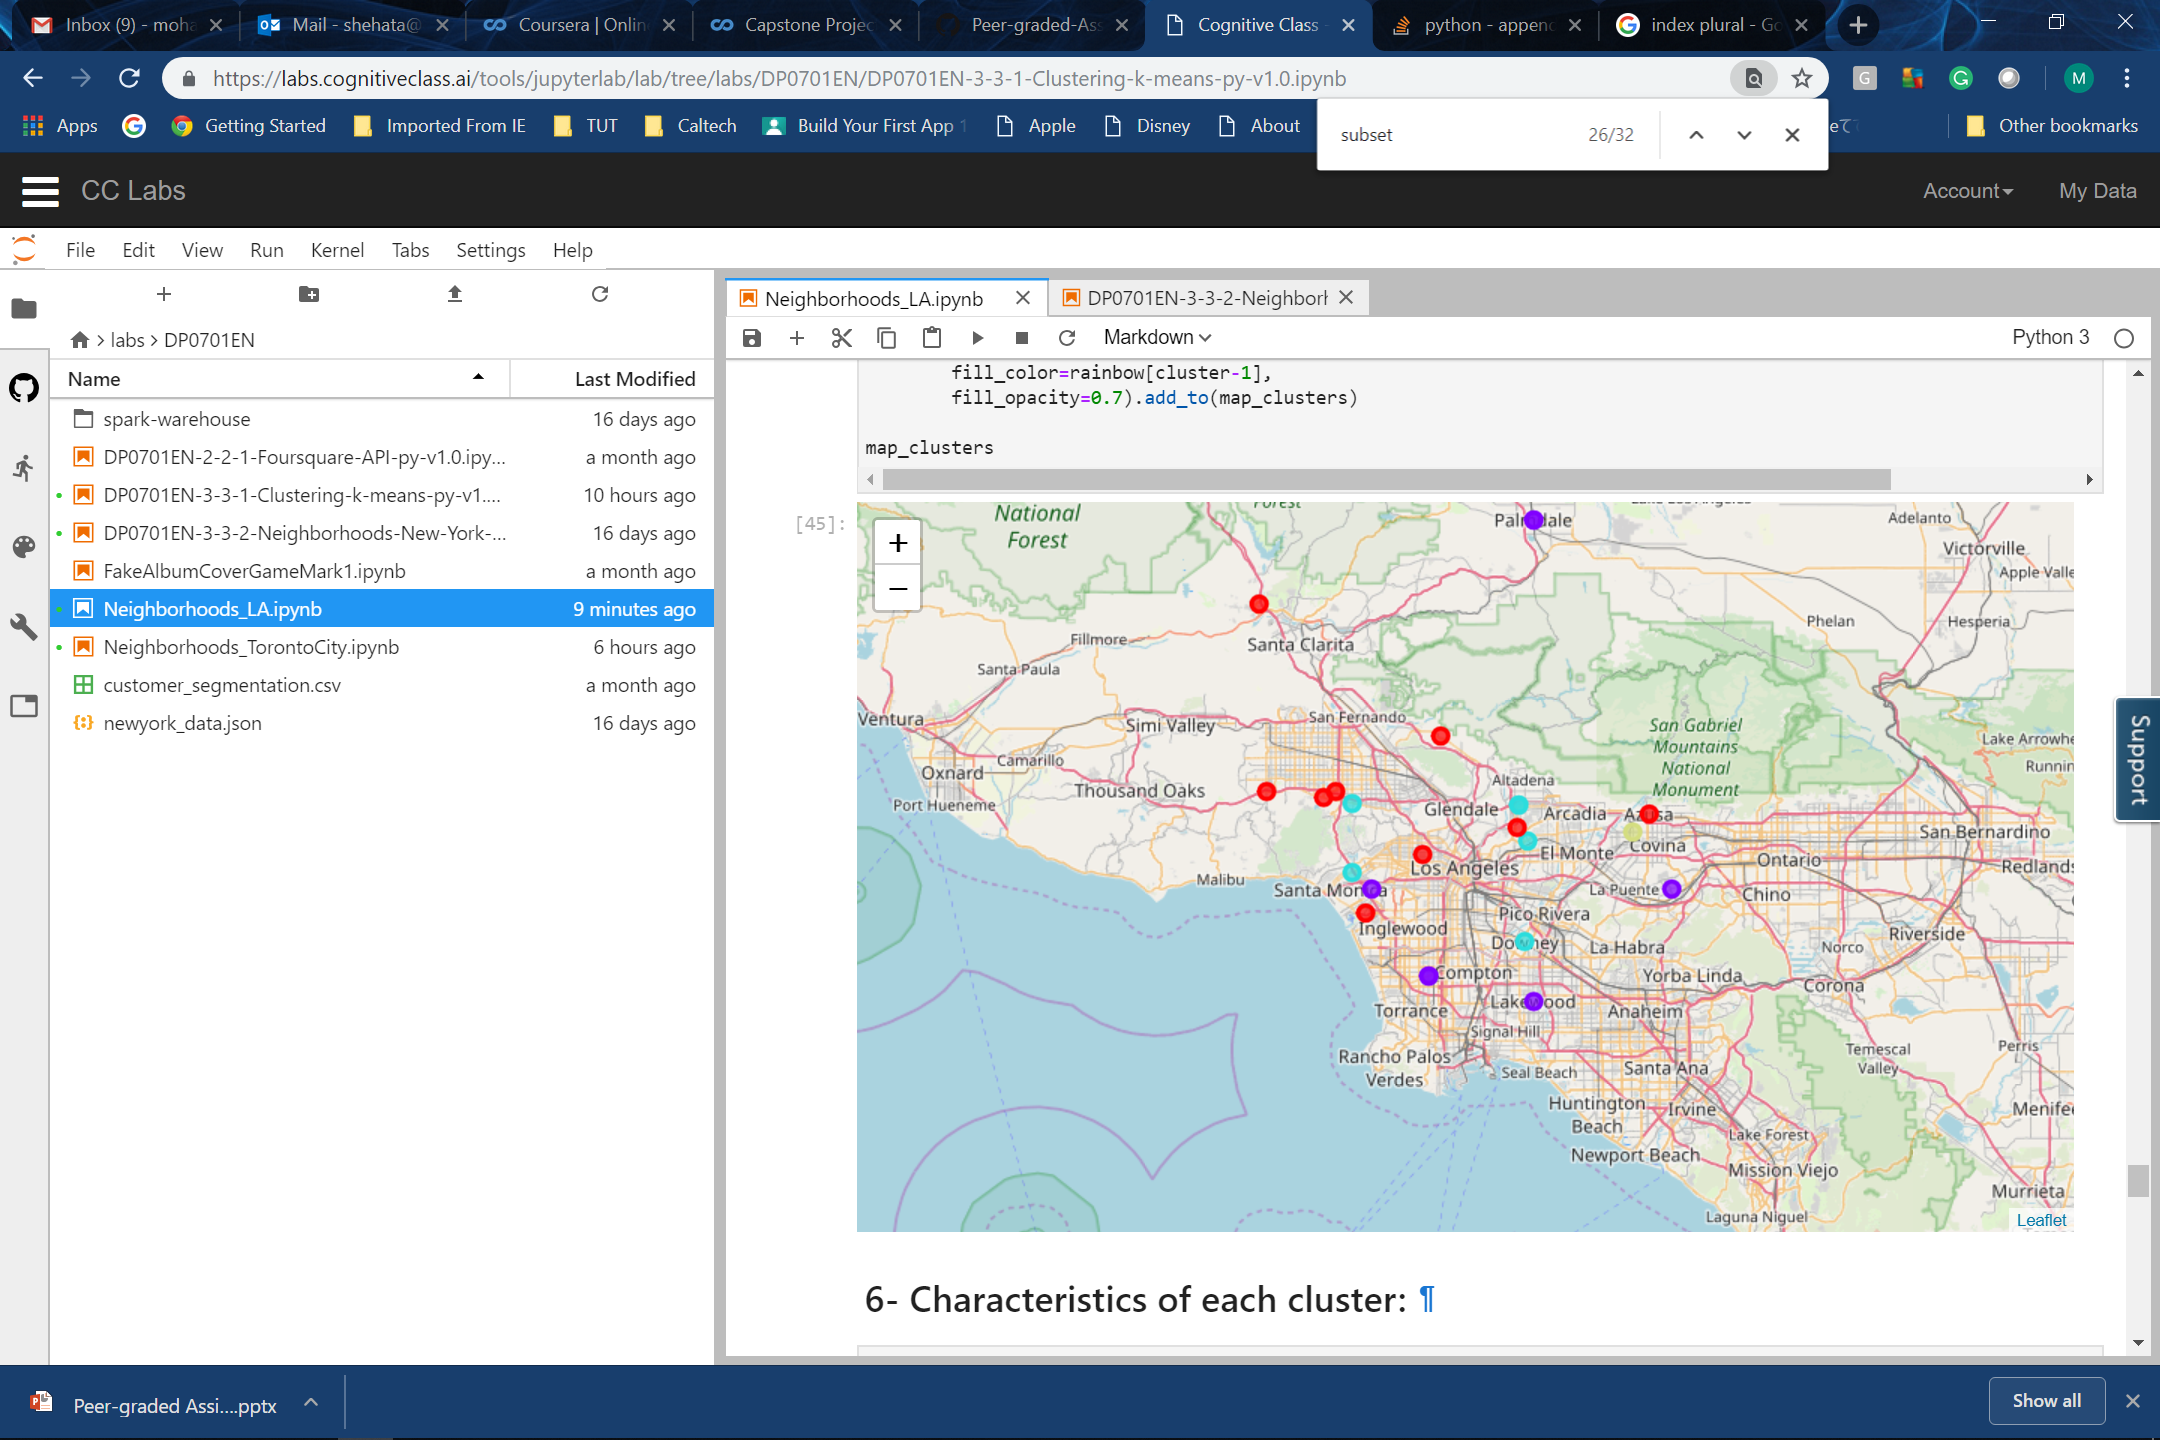 Inbox (9) - moha
Mail - shehata@
Coursera | Onlin
Capstone Projec
Peer-graded-Ass
Cognitive Class
python - append
index plural - Go
https://labs.cognitiveclass.ai/tools/jupyterlab/lab/tree/labs/DP0701EN/DP0701EN-3-3-1-Clustering-k-means-py-v1.0.ipynb
G
M
Apps
Getting Started
Imported From IE
TUT
Caltech
Build Your First App 1
Apple
Disney
About
Other bookmarks
subset 26/32
CC Labs
Account
My Data
File Edit View Run Kernel Tabs Settings Help
labs > DP0701EN
Name Last Modified
spark-warehouse 16 days ago
DP0701EN-2-2-1-Foursquare-API-py-v1.0.ipy... a month ago
DP0701EN-3-3-1-Clustering-k-means-py-v1.... 10 hours ago
DP0701EN-3-3-2-Neighborhoods-New-York-... 16 days ago
FakeAlbumCoverGameMark1.ipynb a month ago
Neighborhoods_LA.ipynb 9 minutes ago
Neighborhoods_TorontoCity.ipynb 6 hours ago
customer_segmentation.csv a month ago
newyork_data.json 16 days ago
Neighborhoods_LA.ipynb
DP0701EN-3-3-2-Neighborh
Markdown
Python 3
fill_color=rainbow[cluster-1],
fill_opacity=0.7).add_to(map_clusters)
map_clusters
[45]:
+
−
National
Forest
Forest
Palmdale
Adelanto
Victorville
Apple Valle
Phelan
Hesperia
Fillmore
Santa Clarita
Santa Paula
Ventura
Simi Valley
San Fernando
San Gabriel
Mountains
National
Monument
Lake Arrowhe
Runnin
Oxnard
Camarillo
Port Hueneme
Thousand Oaks
Altadena
Glendale
Arcadia
Azusa
San Bernardino
El Monte
Covina
Ontario
Redlands
Los Angeles
Malibu
Santa Monica
La Puente
Chino
Pico Rivera
Inglewood
Downey
La Habra
Norco
Riverside
Compton
Yorba Linda
Corona
Lakewood
Torrance
Anaheim
Signal Hill
Rancho Palos
Verdes
Seal Beach
Santa Ana
Temescal
Valley
Perris
Huntington
Beach
Irvine
Menifee
Lake Forest
Newport Beach
Mission Viejo
Murrieta
Laguna Niguel
Leaflet
6- Characteristics of each cluster: ¶
Support
Peer-graded Assi....pptx
Show all